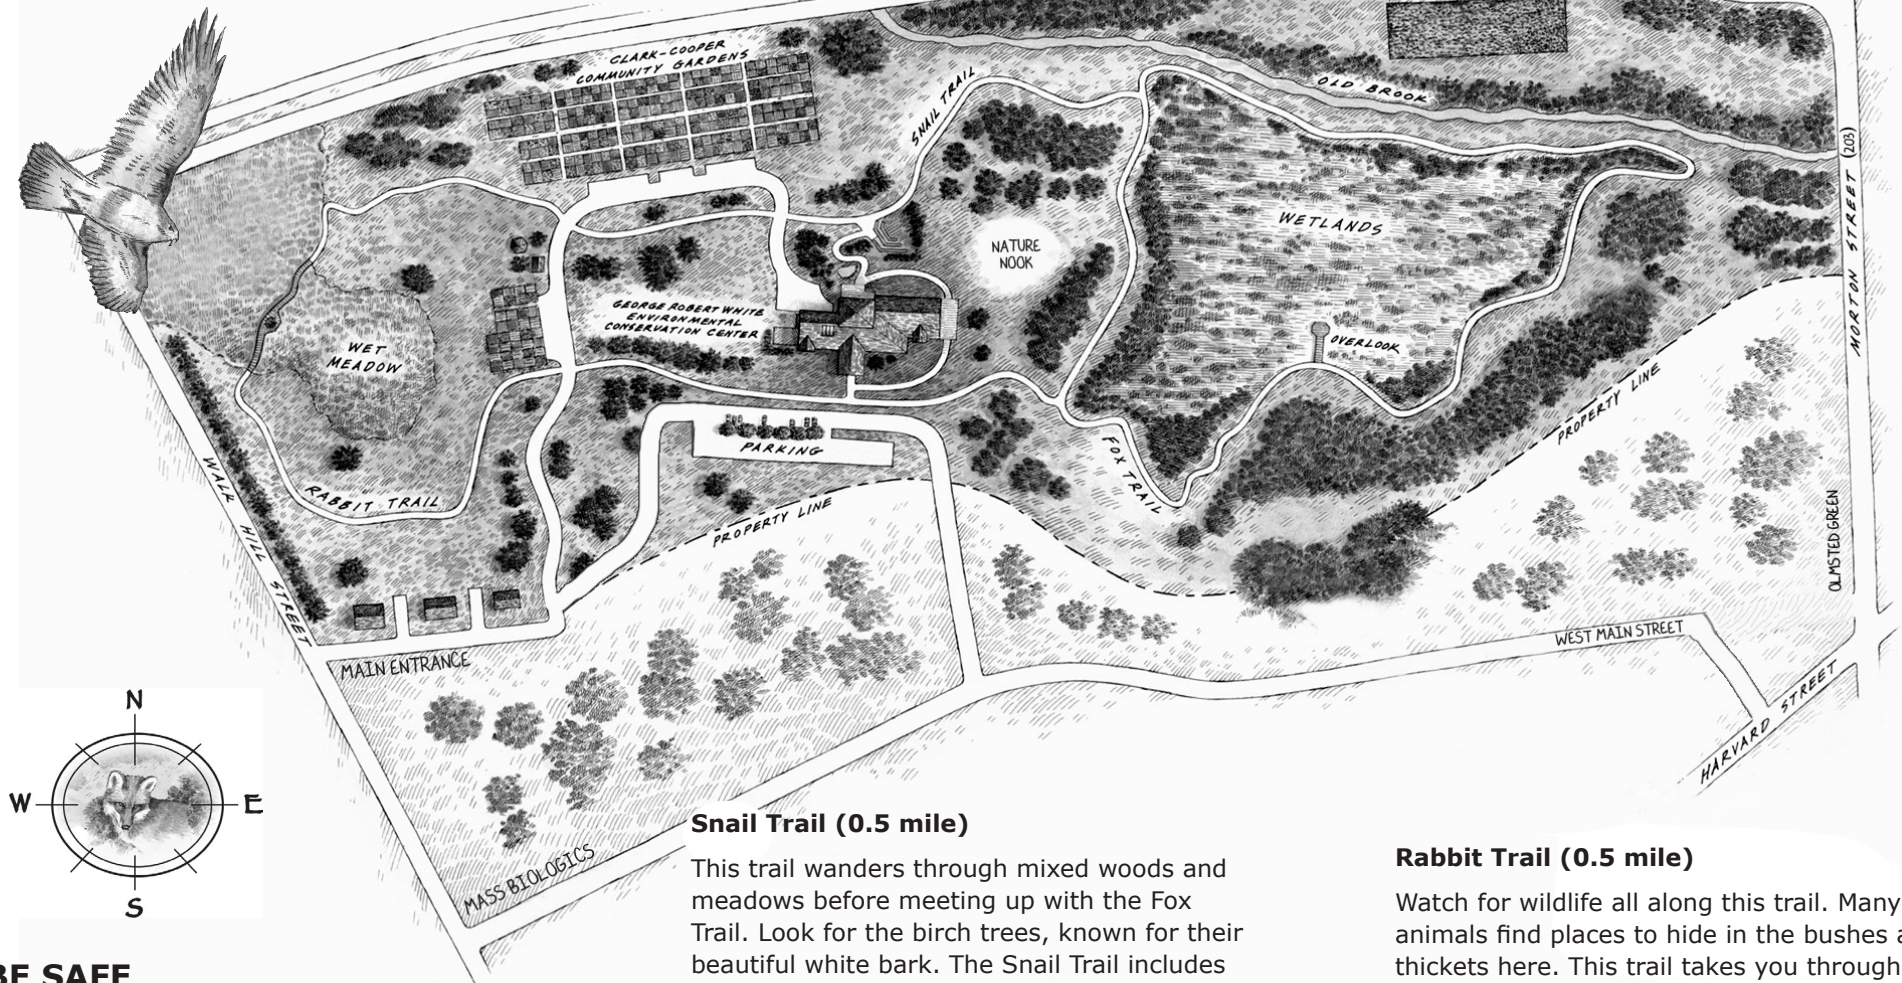 CLARK-COOPER
COMMUNITY GARDENS
SNAIL TRAIL
OLD BROOK
MORTON STREET (203)
WETLANDS
NATURE
NOOK
GEORGE ROBERT WHITE
ENVIRONMENTAL
CONSERVATION CENTER
WET
MEADOW
OVERLOOK
PROPERTY LINE
PARKING
FOX TRAIL
RABBIT TRAIL
WALK HILL STREET
PROPERTY LINE
OLMSTED GREEN
WEST MAIN STREET
MAIN ENTRANCE
HARVARD STREET
N
W
E
S
MASS BIOLOGICS
Snail Trail (0.5 mile)
This trail wanders through mixed woods and
meadows before meeting up with the Fox
Trail. Look for the birch trees, known for their
beautiful white bark. The Snail Trail includes
Rabbit Trail (0.5 mile)
Watch for wildlife all along this trail. Many
animals find places to hide in the bushes
thickets here. This trail takes you through
BE SAFE